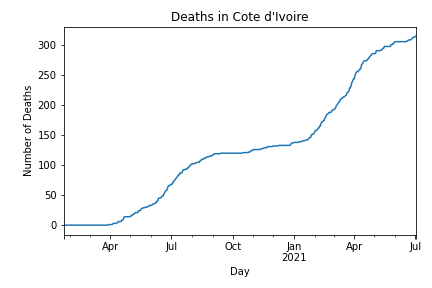 Deaths in Cote d'Ivoire
300
250
200
150
100
50
0
Number of Deaths
Apr Jul Oct Jan Apr Jul
2021
Day